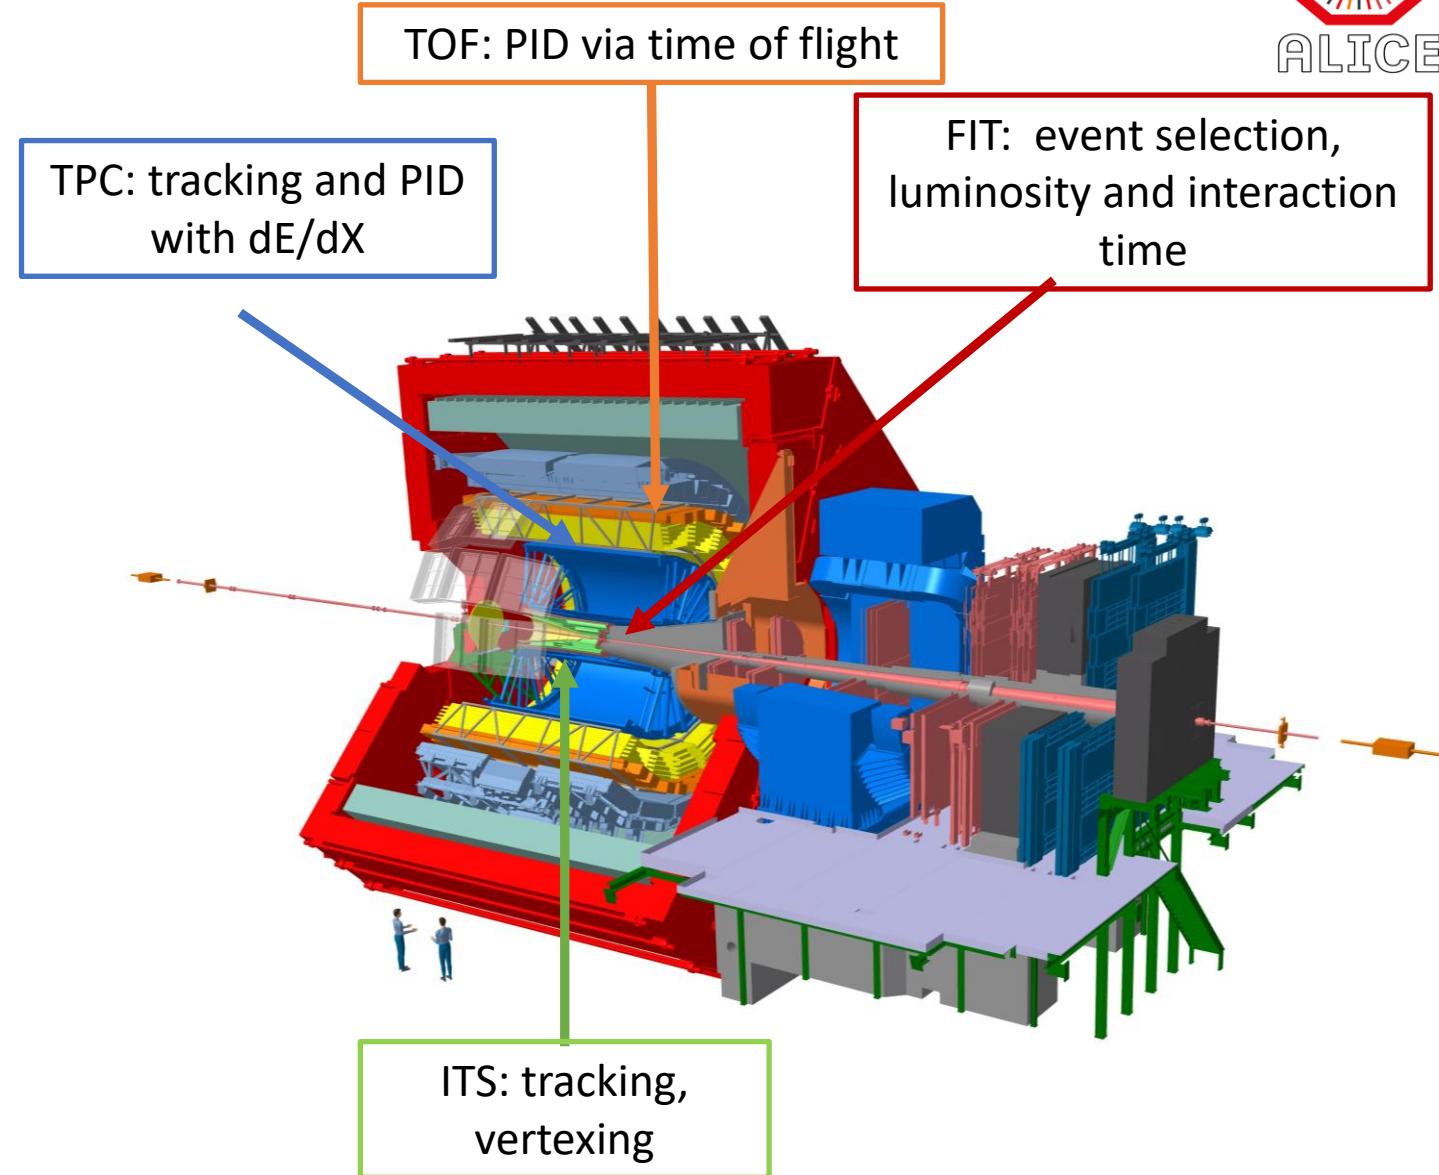 TOF: PID via time of flight
ALICE
FIT: event selection,
luminosity and interaction
time
TPC: tracking and PID
with dE/dX
ITS: tracking,
vertexing